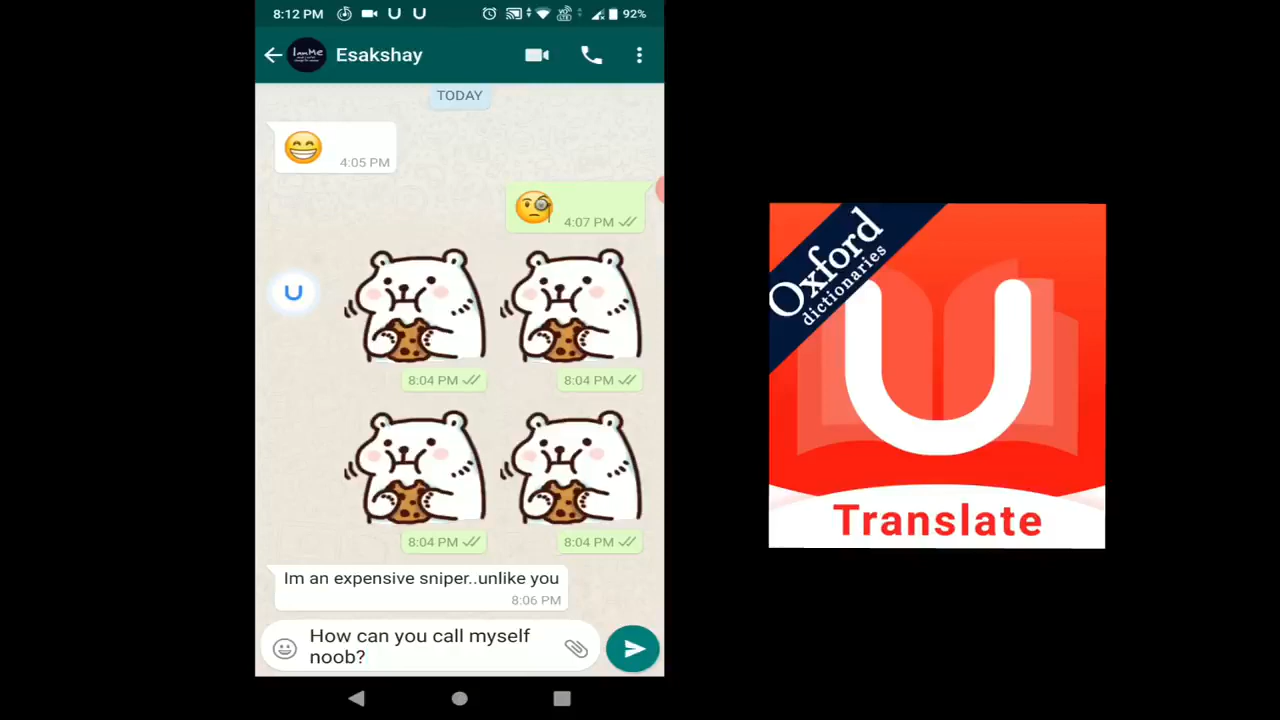 8:12 PM
92%
IamMe
Esakshay
TODAY
4:05 PM
4:07 PM
U
8:04 PM
8:04 PM
8:04 PM
8:04 PM
Im an expensive sniper..unlike you
8:06 PM
How can you call myself
noob?
Oxford
dictionaries
U
Translate